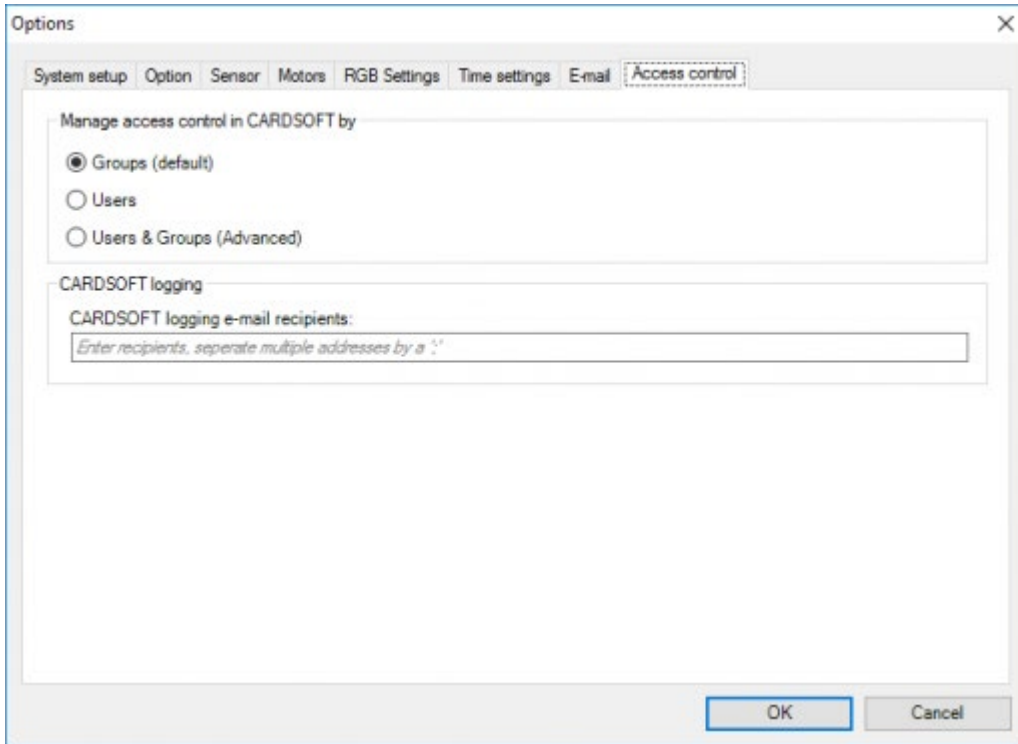 Options
System setup Option Sensor Motors RGB Settings Time settings E-mail Access control
Manage access control in CARDSOFT by
Groups (default)
Users
Users & Groups (Advanced)
CARDSOFT logging
CARDSOFT logging e-mail recipients:
Enter recipients, seperate multiple addresses by a ';'
OK Cancel